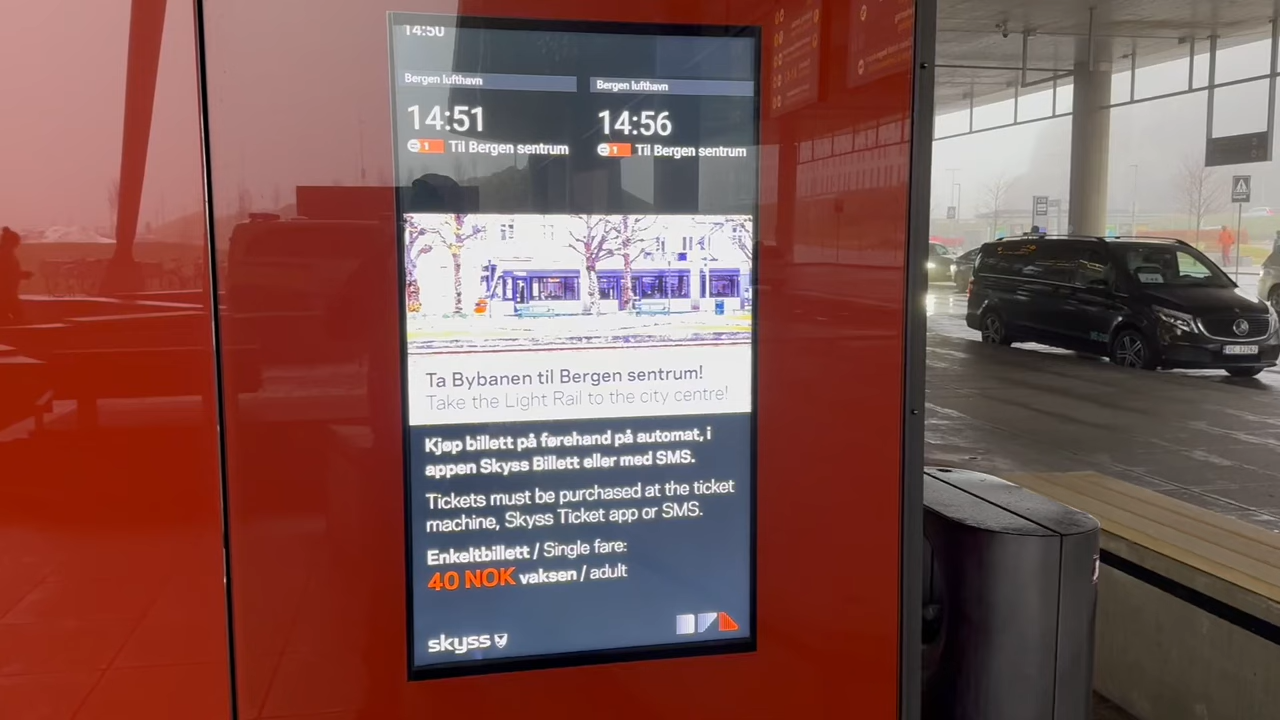 14:50
Bergen lufthavn
14:51
1 Til Bergen sentrum
Bergen lufthavn
14:56
1 Til Bergen sentrum
Ta Bybanen til Bergen sentrum!
Take the Light Rail to the city centre!
Kjøp billett på førehand på automat, i
appen Skyss Billett eller med SMS.
Tickets must be purchased at the ticket
machine, Skyss Ticket app or SMS.
Enkeltbillett / Single fare:
40 NOK vaksen / adult
skyss